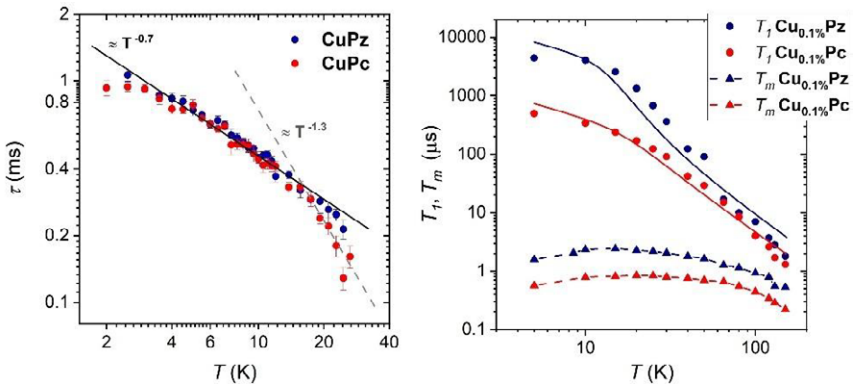 2
1
0.8
0.6
0.4
0.2
0.1
τ (ms)
≈ T^-0.7
≈ T^-1.3
CuPz
CuPc
2
4
6
8
10
20
40
T (K)
10000
1000
100
10
1
0.1
T1, Tm (μs)
T1 Cu0.1%Pz
T1 Cu0.1%Pc
Tm Cu0.1%Pz
Tm Cu0.1%Pc
10
100
T (K)